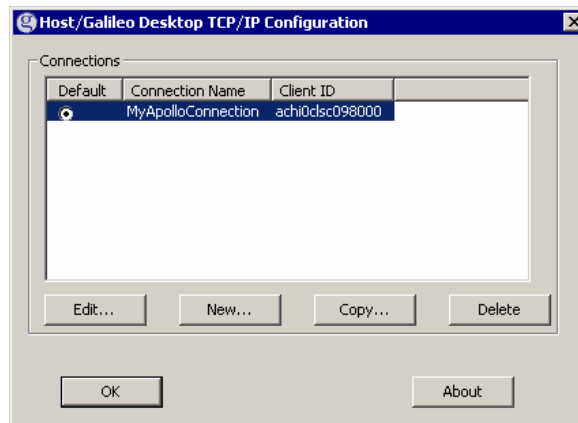 Host/Galileo Desktop TCP/IP Configuration
Connections
Default Connection Name Client ID
MyApolloConnection achi0clsc098000
Edit... New... Copy... Delete
OK About